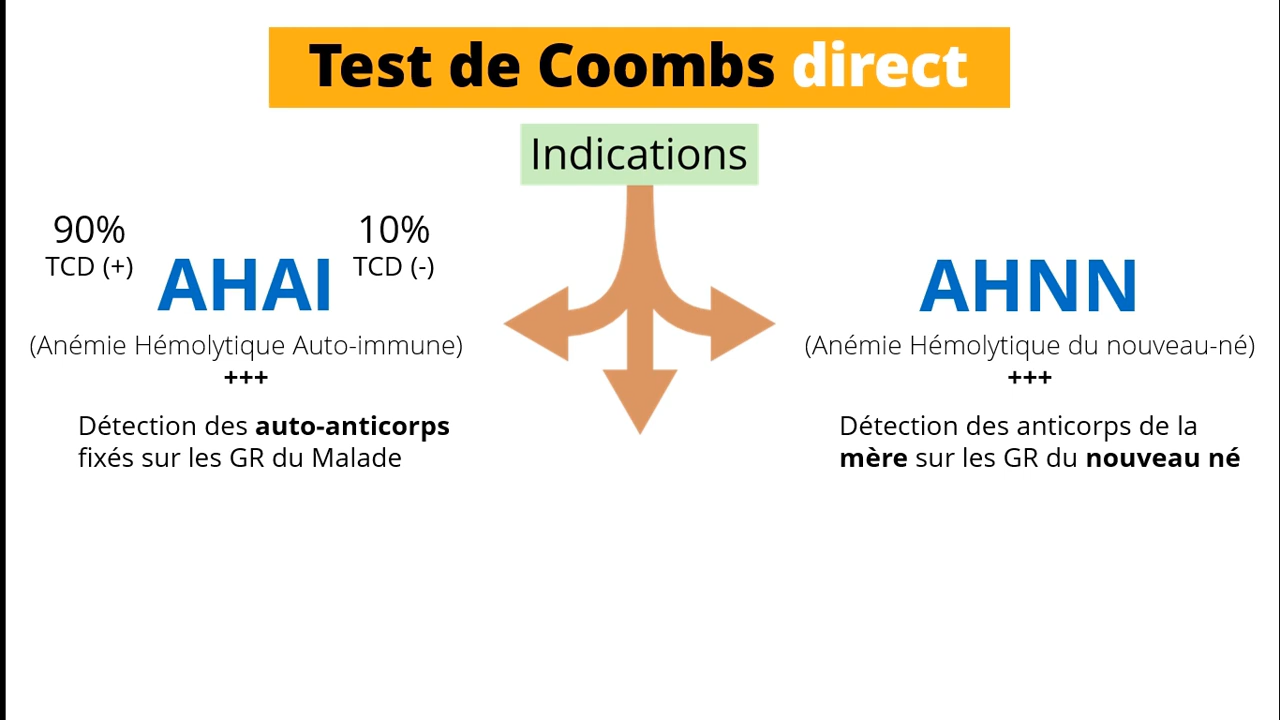 Test de Coombs direct
Indications
90%
TCD (+)
10%
TCD (-)
AHAI
(Anémie Hémolytique Auto-immune)
+++
Détection des auto-anticorps
fixés sur les GR du Malade
AHNN
(Anémie Hémolytique du nouveau-né)
+++
Détection des anticorps de la
mère sur les GR du nouveau né